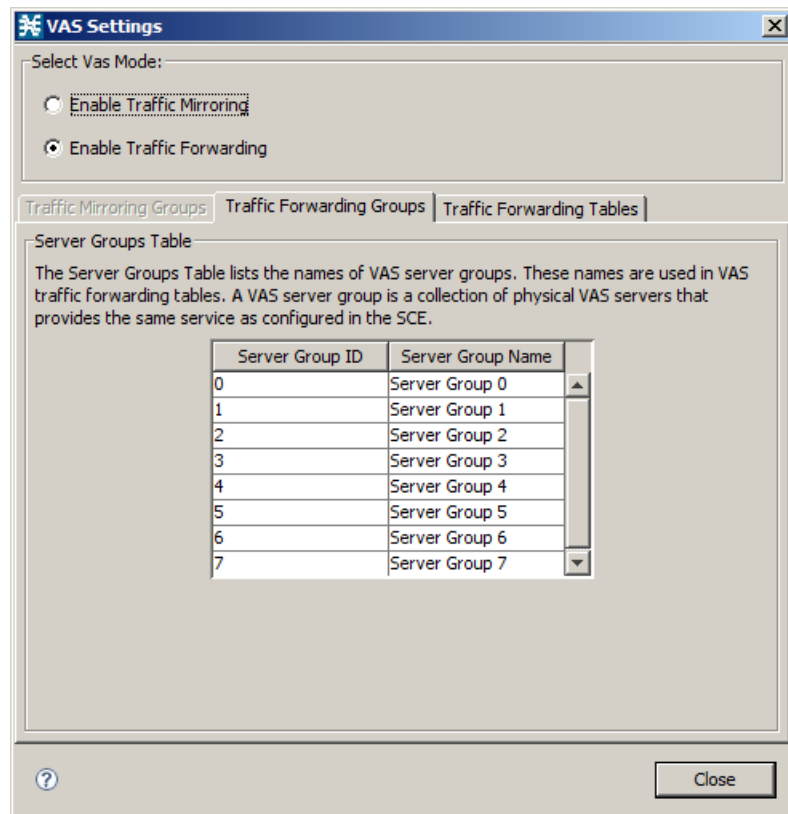 VAS Settings
Select Vas Mode:
Enable Traffic Mirroring
Enable Traffic Forwarding
Traffic Mirroring Groups Traffic Forwarding Groups Traffic Forwarding Tables
Server Groups Table
The Server Groups Table lists the names of VAS server groups. These names are used in VAS
traffic forwarding tables. A VAS server group is a collection of physical VAS servers that
provides the same service as configured in the SCE.
Server Group ID Server Group Name
0 Server Group 0
1 Server Group 1
2 Server Group 2
3 Server Group 3
4 Server Group 4
5 Server Group 5
6 Server Group 6
7 Server Group 7
? Close